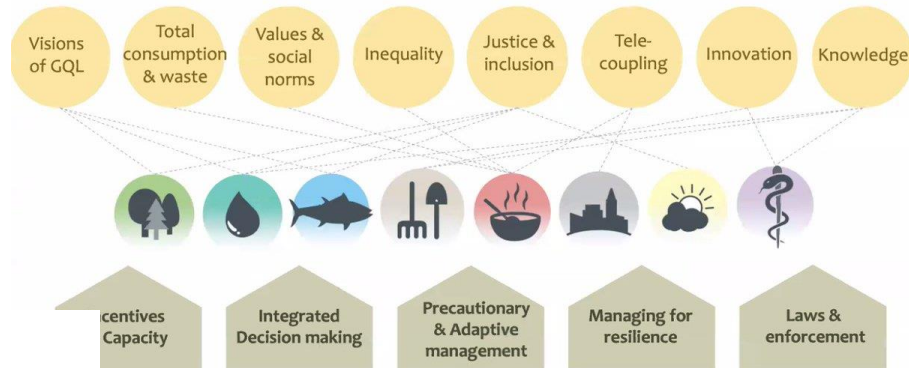 Visions
of GQL
Total
consumption
& waste
Values &
social
norms
Inequality
Justice &
inclusion
Tele-
coupling
Innovation
Knowledge
Capacity
Integrated
Decision making
Precautionary
& Adaptive
management
Managing for
resilience
Laws &
enforcement